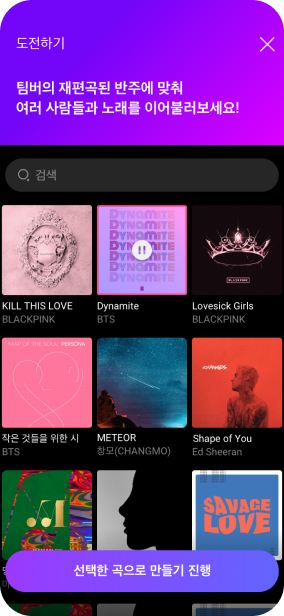 도전하기
팀버의 재편곡된 반주에 맞춰
여러 사람들과 노래를 이어불러보세요!
검색
DYNAMITE
BLACKPINK
KILL THIS LOVE
Dynamite
Lovesick Girls
BLACKPINK
BTS
BLACKPINK
MAP OF THE SOUL : PERSONA
CHANGMO
작은 것들을 위한 시
METEOR
Shape of You
BTS
창모(CHANGMO)
Ed Sheeran
SAVAGE
LOVE
선택한 곡으로 만들기 진행